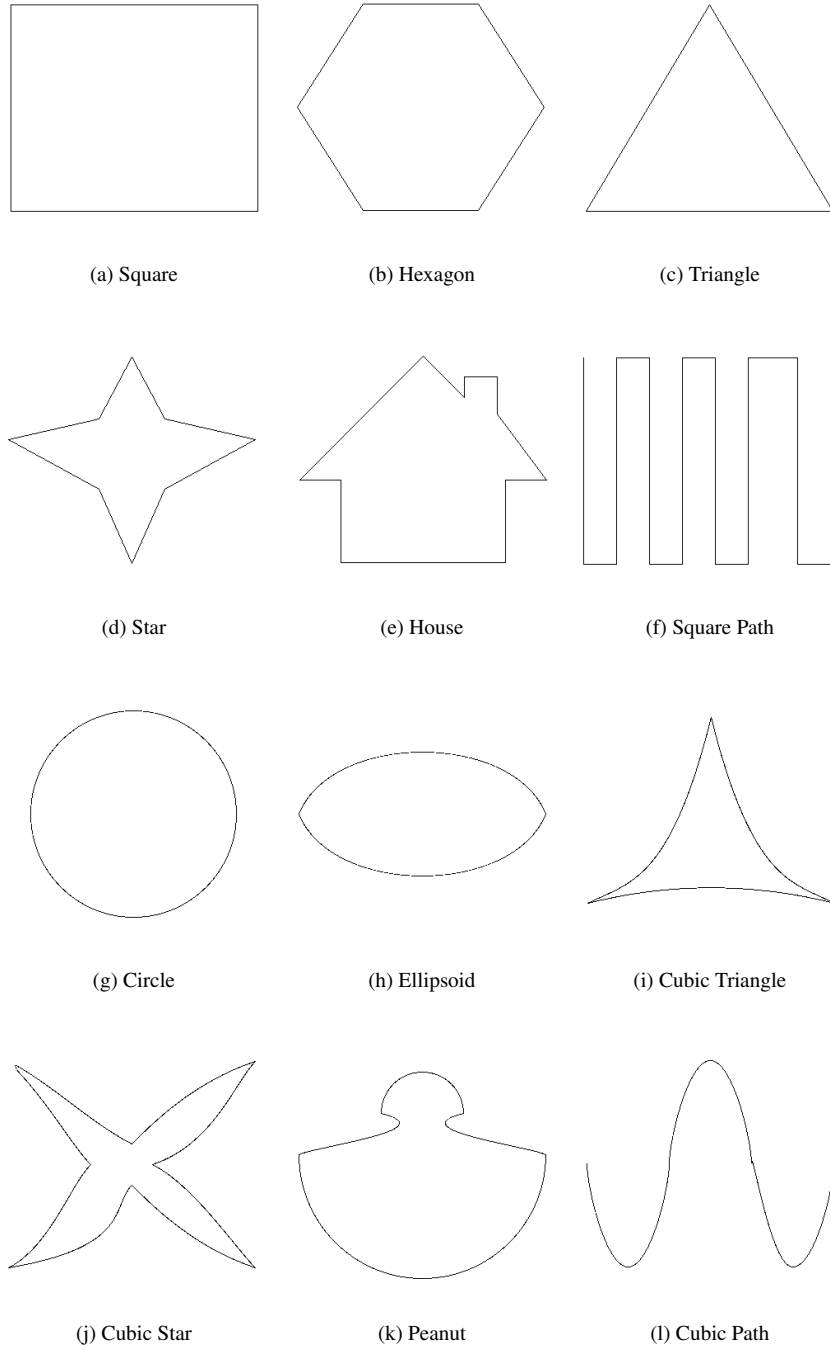 (a) Square
(b) Hexagon
(c) Triangle
(d) Star
(e) House
(f) Square Path
(g) Circle
(h) Ellipsoid
(i) Cubic Triangle
(j) Cubic Star
(k) Peanut
(l) Cubic Path